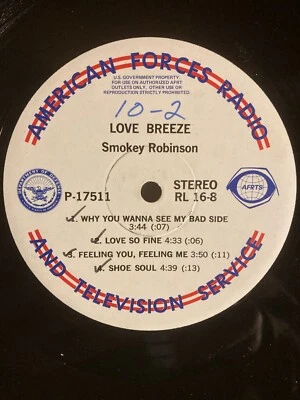 AMERICAN FORCES RADIO
U.S. GOVERNMENT PROPERTY.
FOR USE ON AUTHORIZED AFRT
OUTLETS ONLY, OTHER USE OR
REPRODUCTION STRICTLY PROHIBITED.
10-2
LOVE BREEZE
Smokey Robinson
P-17511
STEREO
RL 16-8
AFRTS
1. WHY YOU WANNA SEE MY BAD SIDE
3:44 (:07)
2. LOVE SO FINE 4:33 (:06)
3. FEELING YOU, FEELING ME 3:50 (:11)
4. SHOE SOUL 4:39 (:13)
AND TELEVISION SERVICE